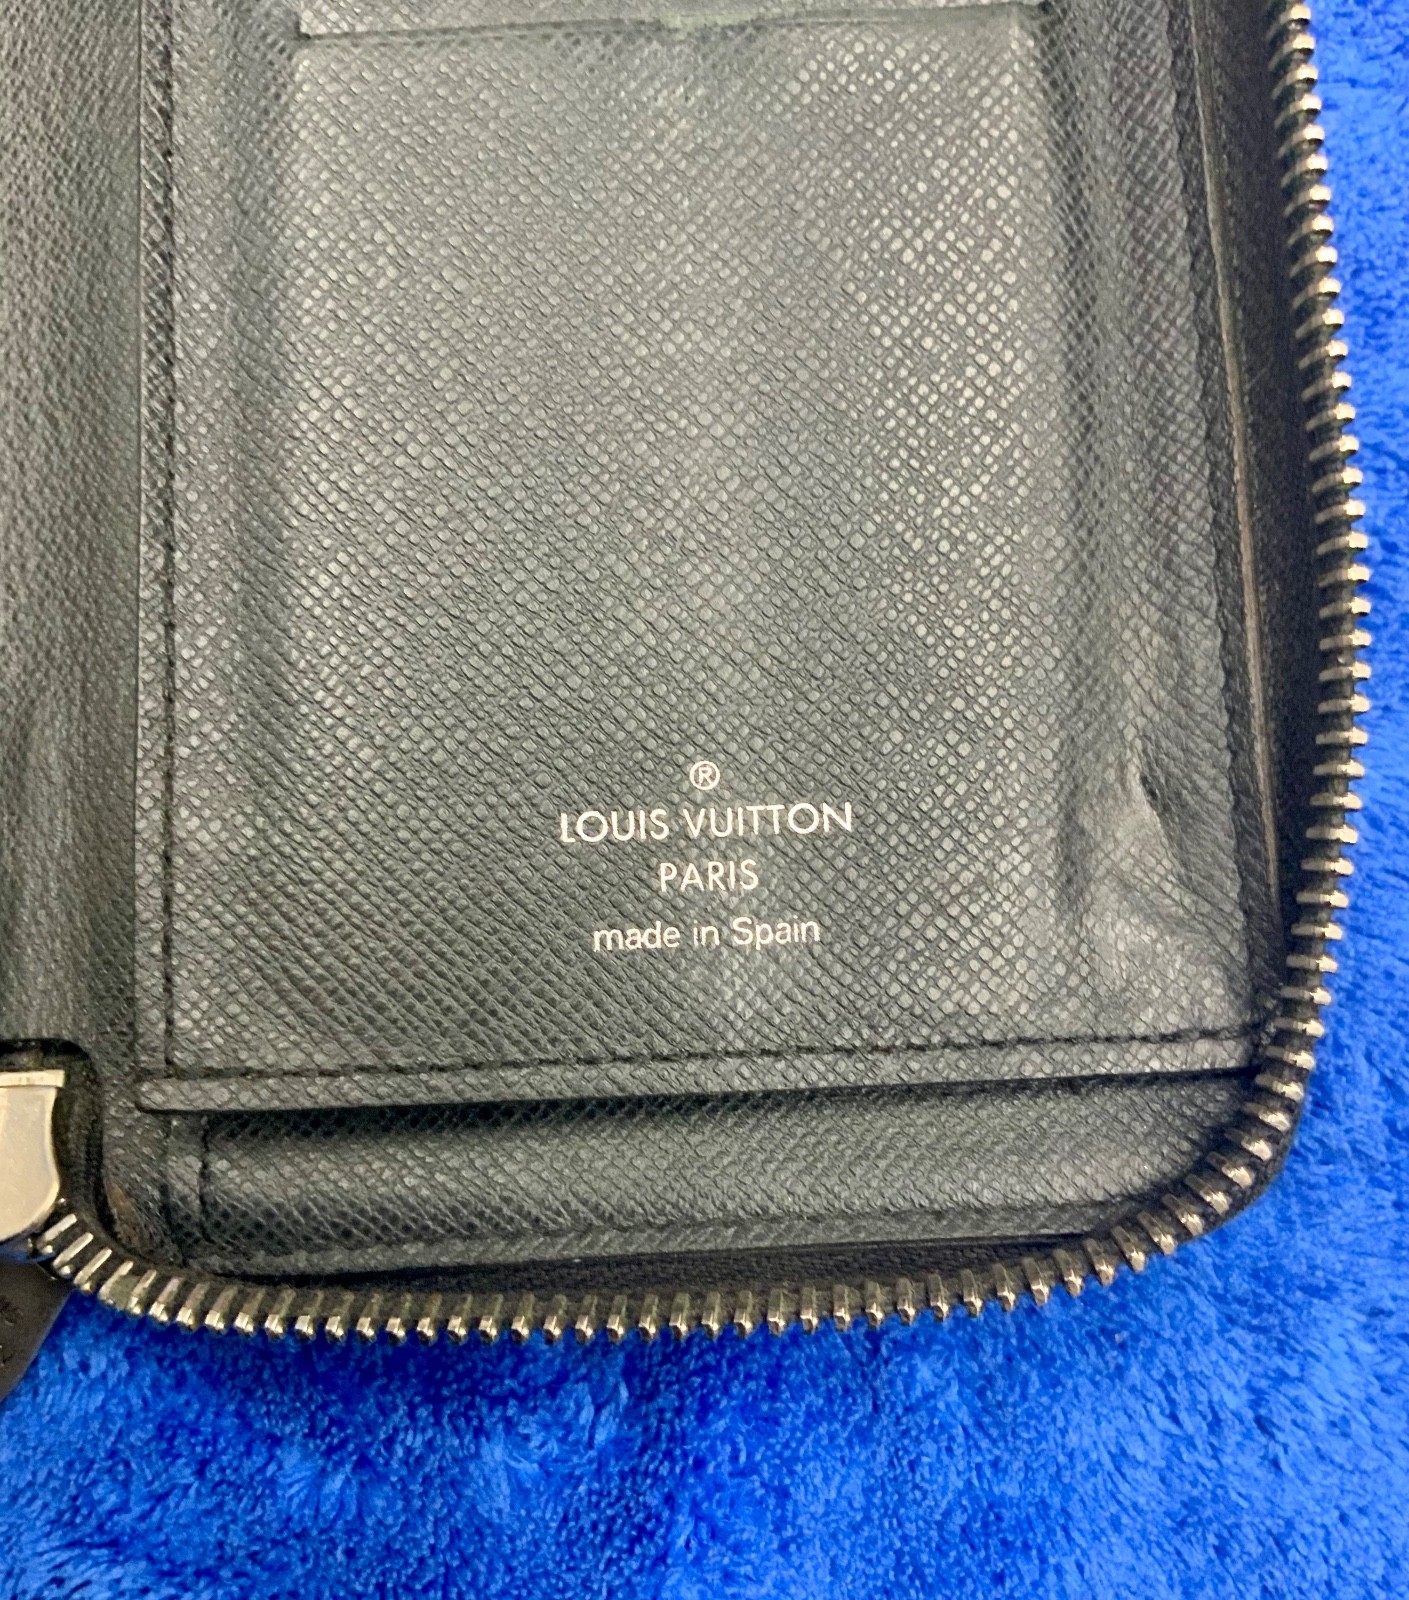 ®
LOUIS VUITTON
PARIS
made in Spain